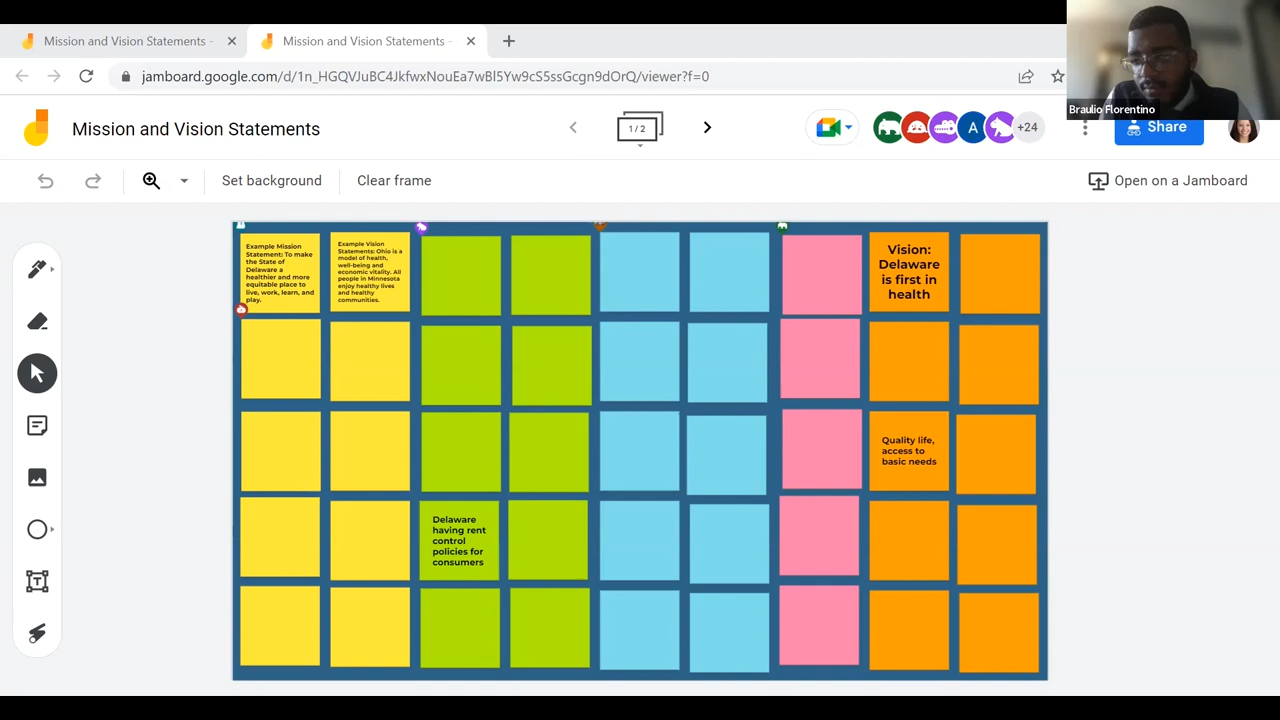 Mission and Vision Statements -
Mission and Vision Statements -
jamboard.google.com/d/1n_HGQVJuBC4JkfwxNouEa7wBl5Yw9cS5ssGcgn9dOrQ/viewer?f=0
Braulio Florentino
Mission and Vision Statements
1/2
A
+24
Share
Set background
Clear frame
Open on a Jamboard
Example Mission
Statement: To make
the State of
Delaware a
healthier and more
equitable place to
live, work, learn, and
play.
Example Vision
Statements: Ohio is a
model of health,
well-being and
economic vitality. All
people in Minnesota
enjoy healthy lives
and healthy
communities.
Vision:
Delaware
is first in
health
Quality life,
access to
basic needs
Delaware
having rent
control
policies for
consumers